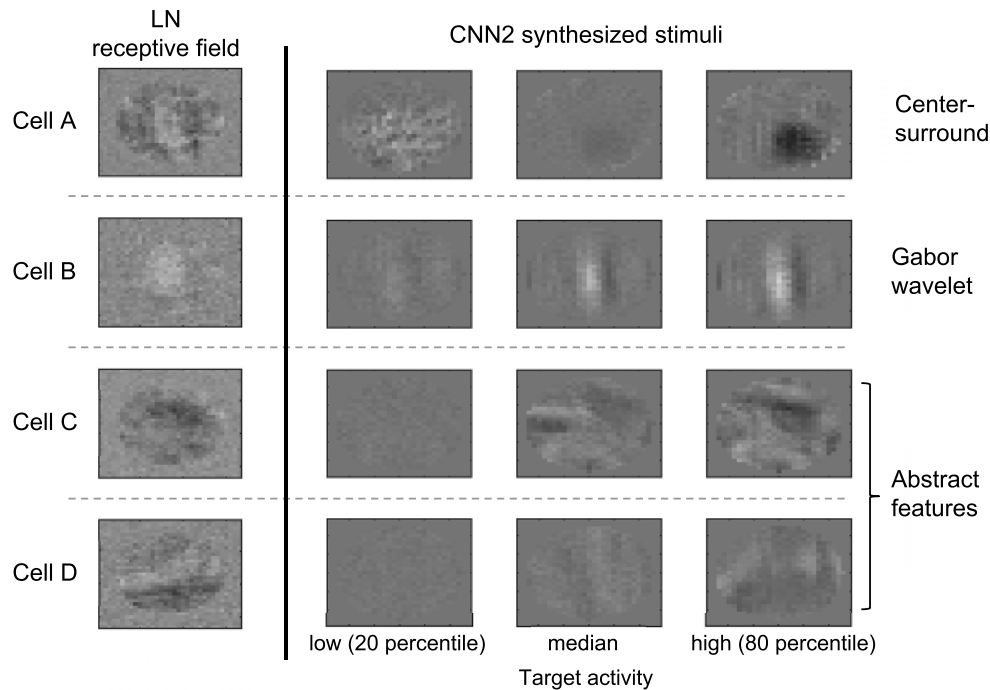 LN
receptive field
CNN2 synthesized stimuli
Cell A
Center-
surround
Cell B
Gabor
wavelet
Cell C
Abstract
features
Cell D
low (20 percentile)
median
high (80 percentile)
Target activity